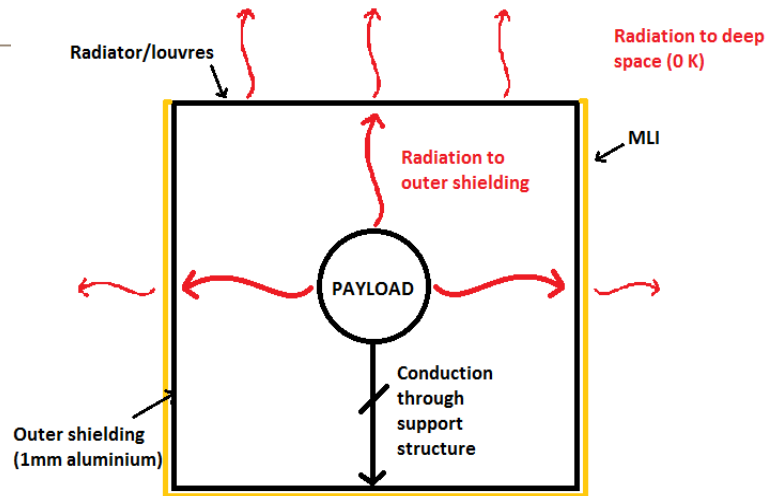 Radiator/louvres
Radiation to deep
space (0 K)
MLI
Radiation to
outer shielding
PAYLOAD
Conduction
through
support
structure
Outer shielding
(1mm aluminium)